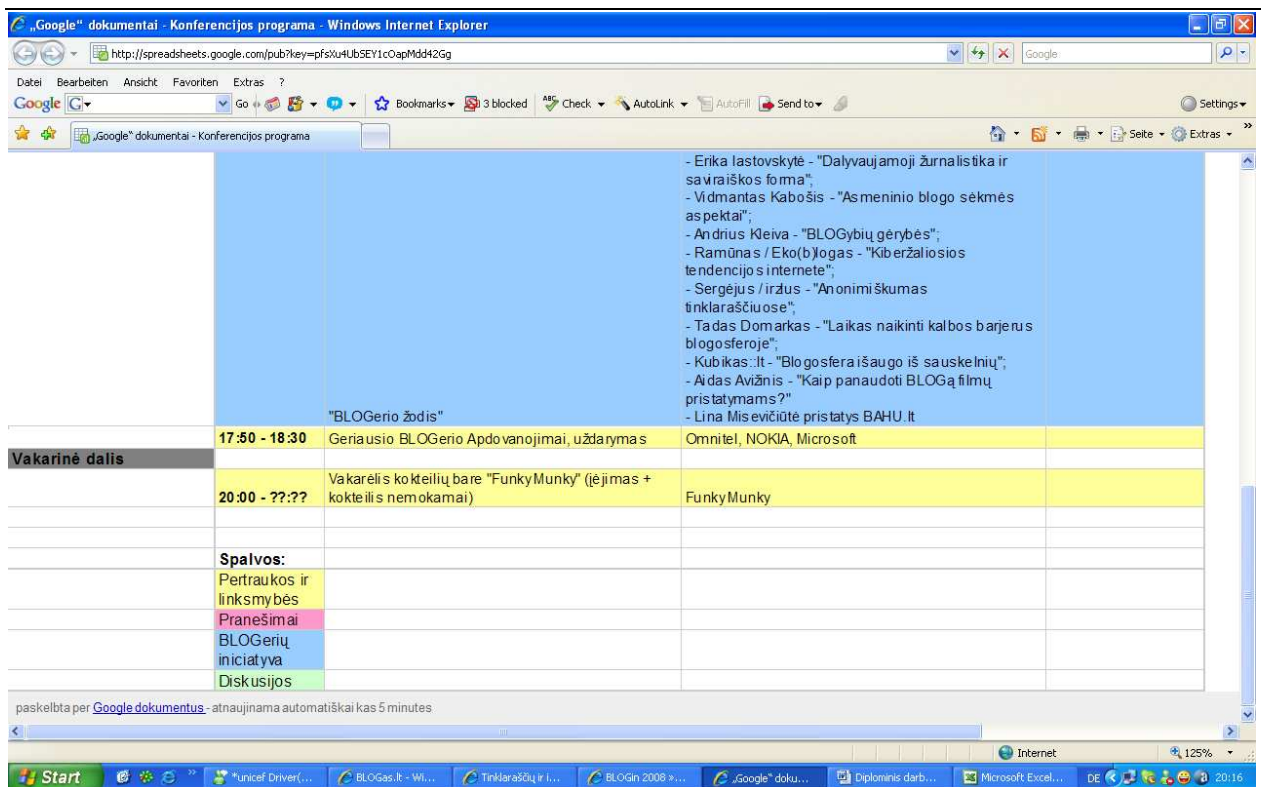 „Google“ dokumentai - Konferencijos programa - Windows Internet Explorer
http://spreadsheets.google.com/pub?key=pfsXu4UbSEY1cOapMdd42Gg
Google
Datei Bearbeiten Ansicht Favoriten Extras ?
Google G Go Bookmarks 3 blocked ABC Check AutoLink AutoFill Send to Settings
„Google“ dokumentai - Konferencijos programa Seite Extras »
- Erika Iastovskytė - "Dalyvaujamoji žurnalistika ir
saviraiškos forma";
- Vidmantas Kabošis - "Asmeninio blogo sėkmės
aspektai";
- Andrius Kleiva - "BLOGybių gėrybės";
- Ramūnas / Eko(b)logas - "Kiberžaliosios
tendencijos internete";
- Sergėjus / irzlus - "Anonimiškumas
tinklaraščiuose";
- Tadas Domarkas - "Laikas naikinti kalbos barjerus
blogosferoje";
- Kubikas::lt - "Blogosfera išaugo iš sauskelnių";
- Aidas Avižinis - "Kaip panaudoti BLOGą filmų
pristatymams?"
"BLOGerio žodis" - Lina Misevičiūtė pristatys BAHU.lt
17:50 - 18:30 Geriausio BLOGerio Apdovanojimai, uždarymas Omnitel, NOKIA, Microsoft
Vakarinė dalis
Vakarėlis kokteilių bare "FunkyMunky" (įėjimas +
20:00 - ??:?? kokteilis nemokamai) FunkyMunky
Spalvos:
Pertraukos ir
linksmybės
Pranešimai
BLOGerių
iniciatyva
Diskusijos
paskelbta per Google dokumentus - atnaujinama automatiškai kas 5 minutes
Internet 125%
Start » *unicef Driver(... BLOGas.lt - Wi... Tinklaraščių ir i... BLOGin 2008 »... „Google“ doku... Diplominis darb... Microsoft Excel... DE 20:16